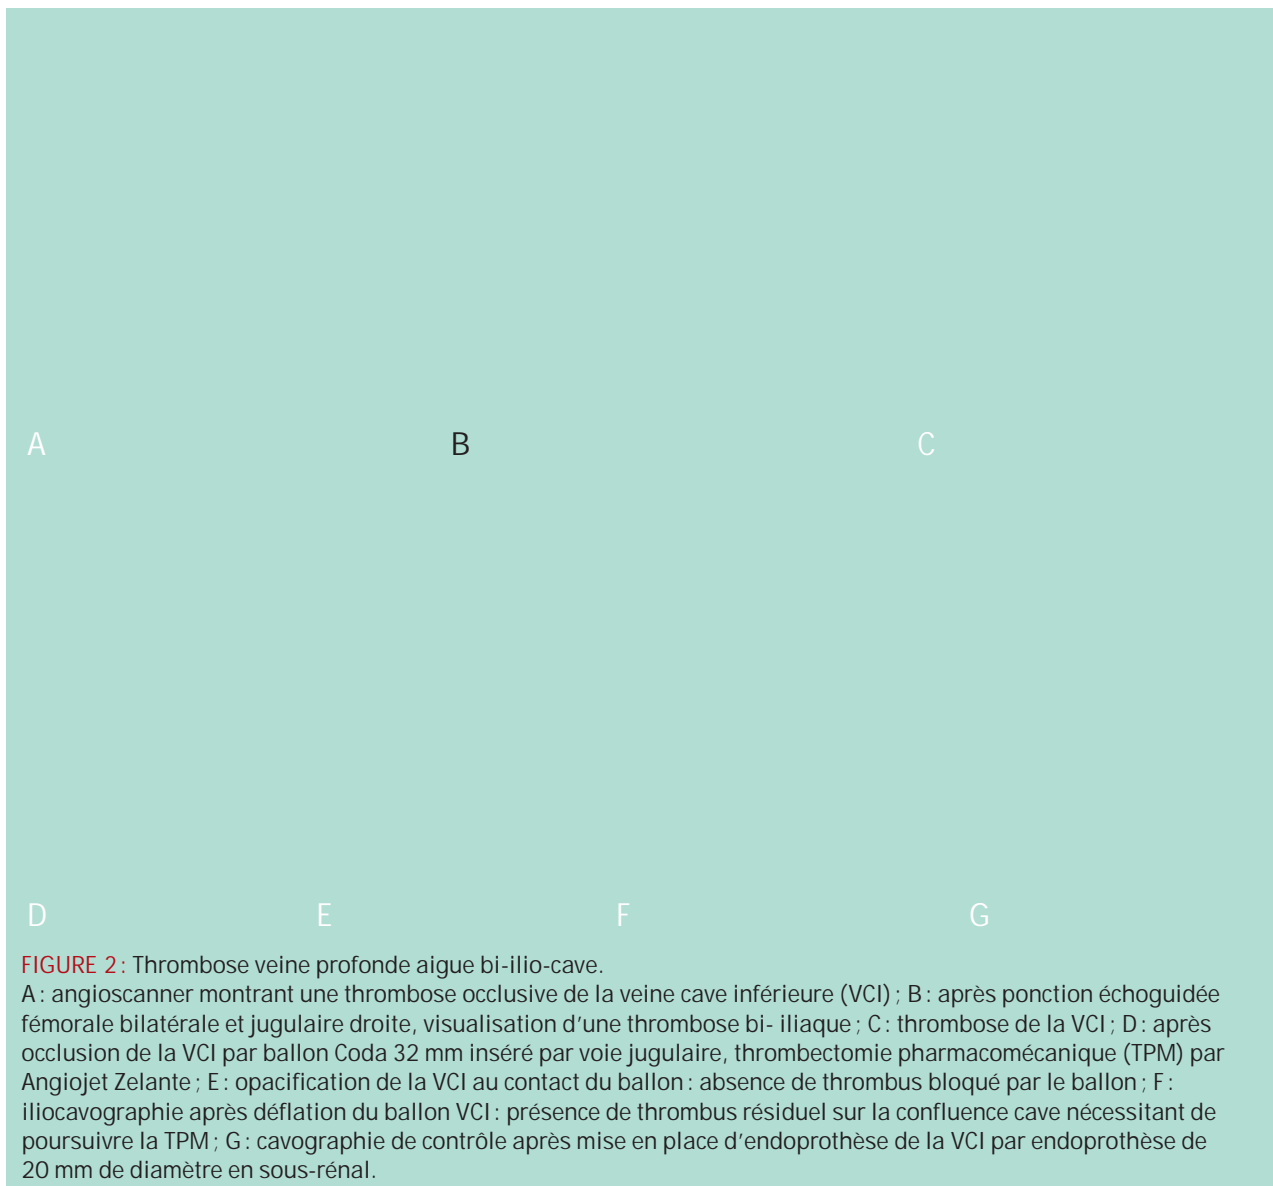 A B C
D E F G
FIGURE 2 : Thrombose veine profonde aigue bi-ilio-cave.
A : angioscanner montrant une thrombose occlusive de la veine cave inférieure (VCI) ; B : après ponction échoguidée
fémorale bilatérale et jugulaire droite, visualisation d'une thrombose bi- iliaque ; C : thrombose de la VCI ; D : après
occlusion de la VCI par ballon Coda 32 mm inséré par voie jugulaire, thrombectomie pharmacomécanique (TPM) par
Angiojet Zelante ; E : opacification de la VCI au contact du ballon : absence de thrombus bloqué par le ballon ; F :
iliocavographie après déflation du ballon VCI : présence de thrombus résiduel sur la confluence cave nécessitant de
poursuivre la TPM ; G : cavographie de contrôle après mise en place d'endoprothèse de la VCI par endoprothèse de
20 mm de diamètre en sous-rénal.